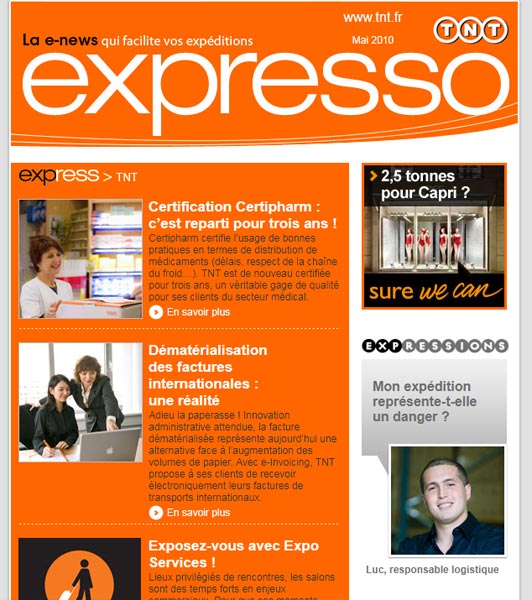 www.tnt.fr
TNT
La e-news qui facilite vos expéditions
Mai 2010
expresso
express > TNT
Certification Certipharm :
c'est reparti pour trois ans !
Certipharm certifie l'usage de bonnes
pratiques en termes de distribution de
médicaments (délais, respect de la chaîne
du froid…). TNT est de nouveau certifiée
pour trois ans, un véritable gage de qualité
pour ses clients du secteur médical.
En savoir plus
Dématérialisation
des factures
internationales :
une réalité
Adieu la paperasse ! Innovation
administrative attendue, la facture
dématérialisée représente aujourd'hui une
alternative face à l'augmentation des
volumes de papier. Avec e-Invoicing, TNT
propose à ses clients de recevoir
électroniquement leurs factures de
transports internationaux.
En savoir plus
Exposez-vous avec Expo
Services !
Lieux privilégiés de rencontres, les salons
sont des temps forts en enjeux
2,5 tonnes
pour Capri ?
sure we can
EXPRESSIONS
Mon expédition
représente-t-elle
un danger ?
Luc, responsable logistique